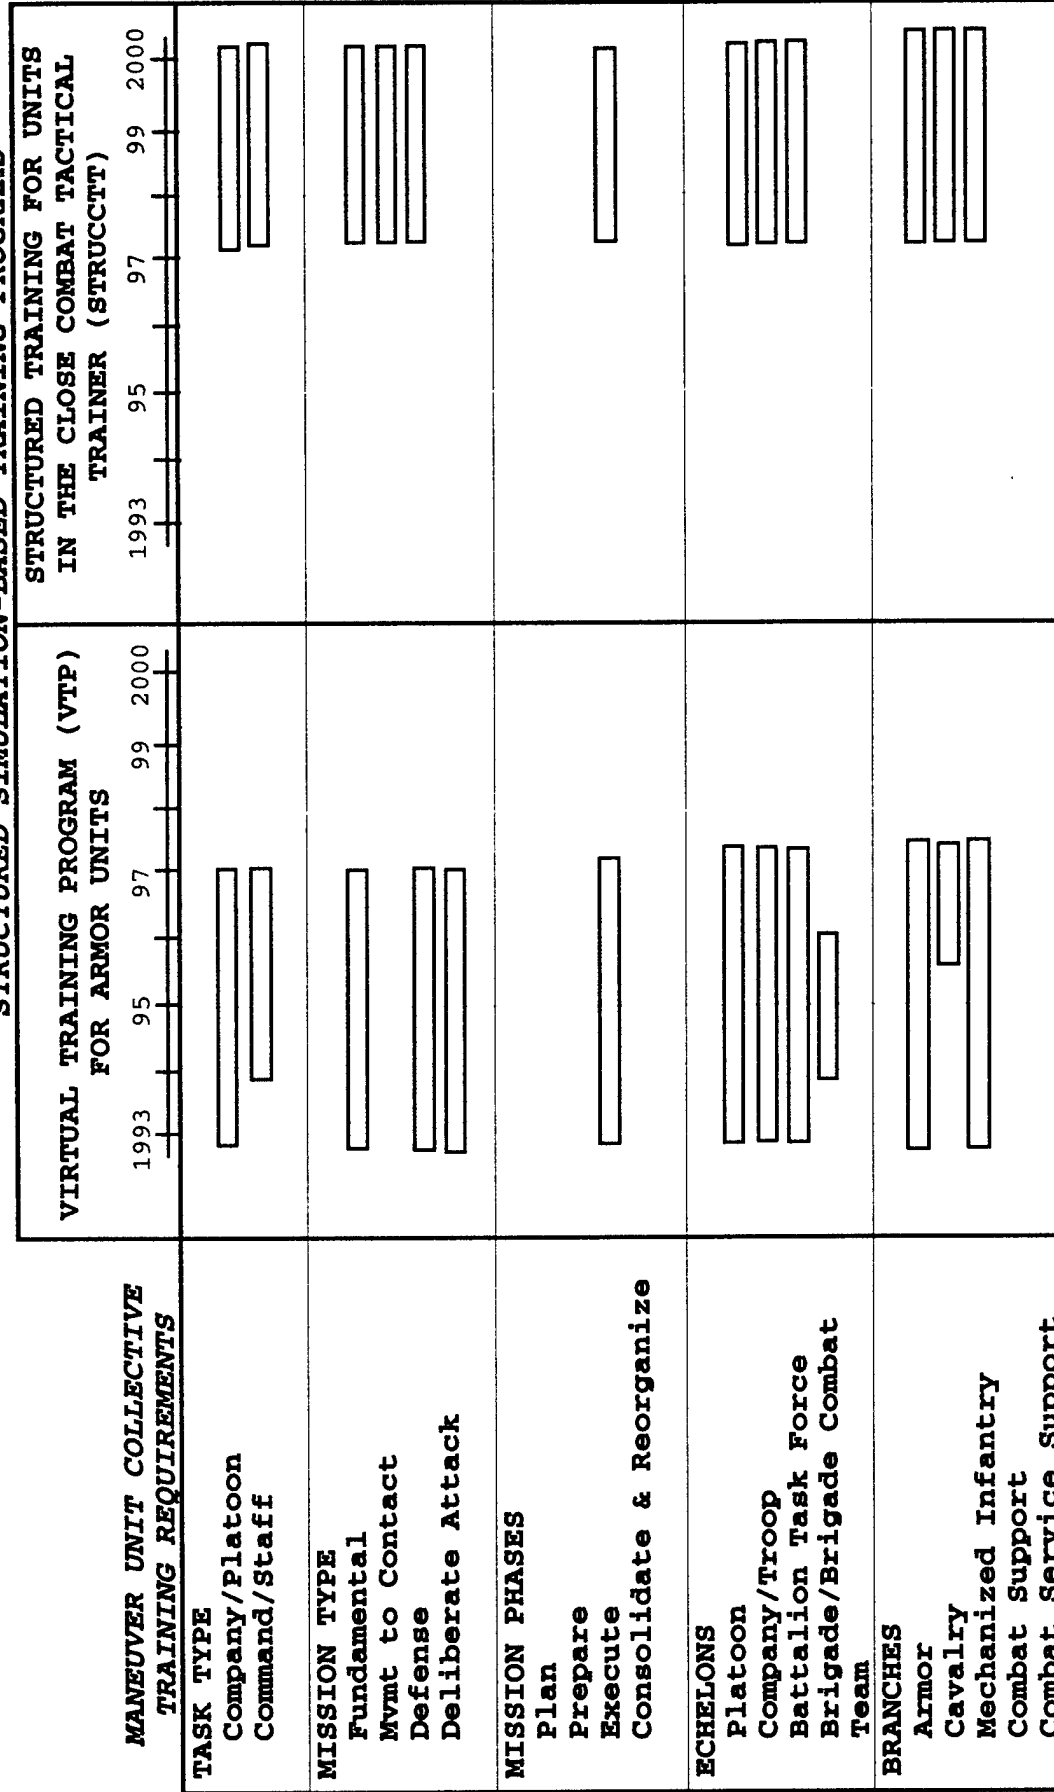 STRUCTURED SIMULATION-BASED TRAINING PROGRAMS
MANEUVER UNIT COLLECTIVE
TRAINING REQUIREMENTS
VIRTUAL TRAINING PROGRAM (VTP)
FOR ARMOR UNITS
1993 95 97 99 2000
STRUCTURED TRAINING FOR UNITS
IN THE CLOSE COMBAT TACTICAL
TRAINER (STRUCCTT)
1993 95 97 99 2000
TASK TYPE
Company/Platoon
Command/Staff
MISSION TYPE
Fundamental
Mvmt to Contact
Defense
Deliberate Attack
MISSION PHASES
Plan
Prepare
Execute
Consolidate & Reorganize
ECHELONS
Platoon
Company/Troop
Battalion Task Force
Brigade/Brigade Combat
Team
BRANCHES
Armor
Cavalry
Mechanized Infantry
Combat Support
Combat Service Support